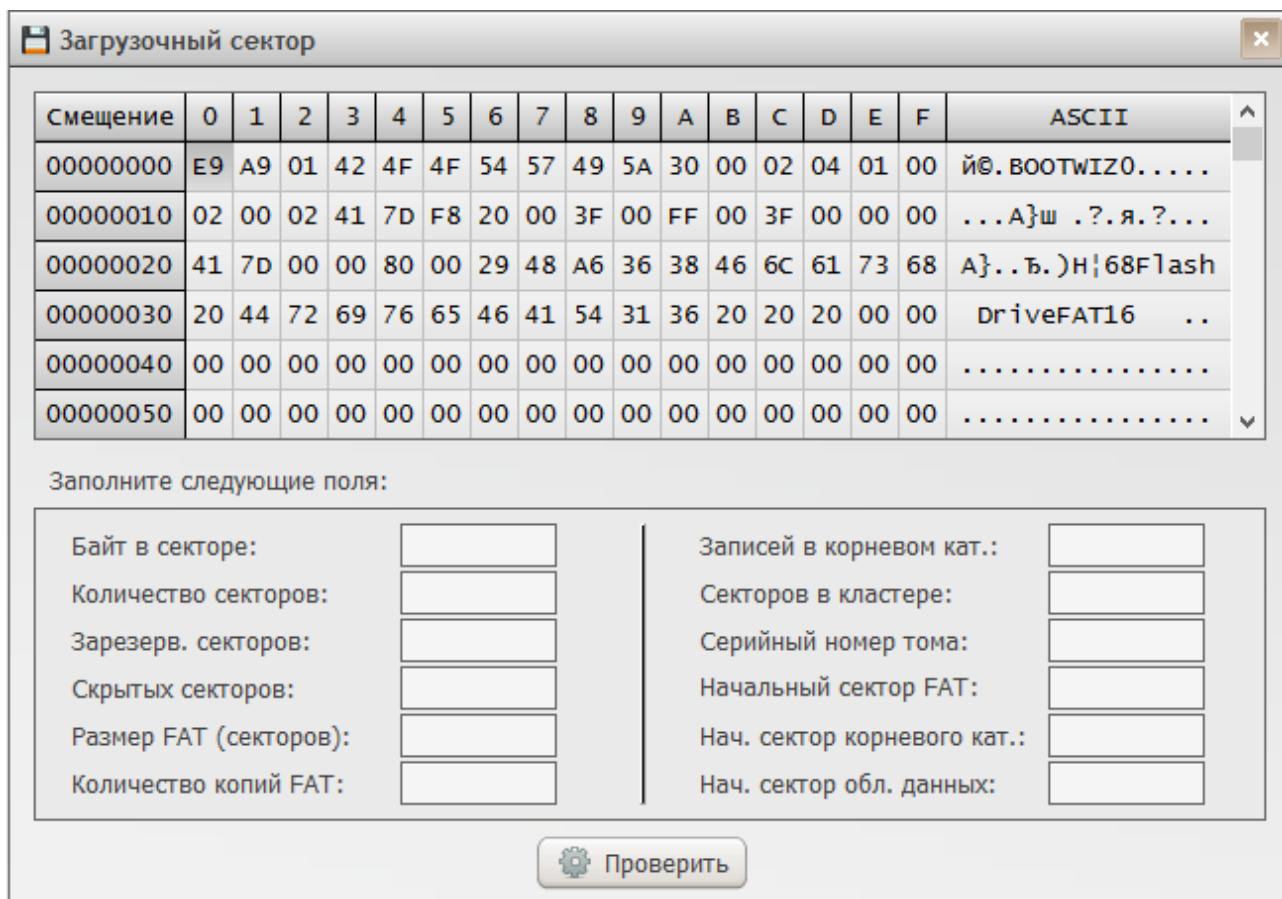 Загрузочный сектор
Смещение 0 1 2 3 4 5 6 7 8 9 A B C D E F ASCII
00000000 E9 A9 01 42 4F 4F 54 57 49 5A 30 00 02 04 01 00 й©.BOOTWIZ0.....
00000010 02 00 02 41 7D F8 20 00 3F 00 FF 00 3F 00 00 00 ...A}ш .?.я.?...
00000020 41 7D 00 00 80 00 29 48 A6 36 38 46 6C 61 73 68 A}..Ђ.)H¦68Flash
00000030 20 44 72 69 76 65 46 41 54 31 36 20 20 20 00 00 DriveFAT16   ..
00000040 00 00 00 00 00 00 00 00 00 00 00 00 00 00 00 00 ................
00000050 00 00 00 00 00 00 00 00 00 00 00 00 00 00 00 00 ................
Заполните следующие поля:
Байт в секторе:
Количество секторов:
Зарезерв. секторов:
Скрытых секторов:
Размер FAT (секторов):
Количество копий FAT:
Записей в корневом кат.:
Секторов в кластере:
Серийный номер тома:
Начальный сектор FAT:
Нач. сектор корневого кат.:
Нач. сектор обл. данных:
Проверить